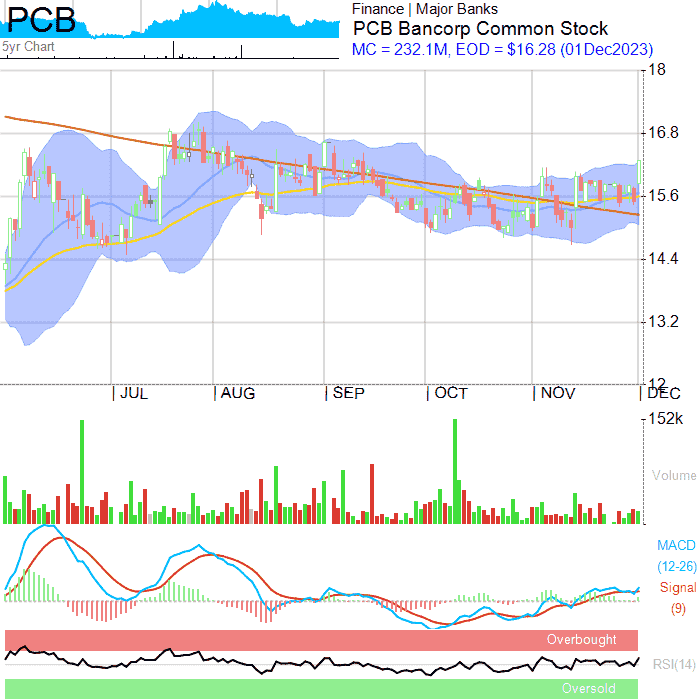 PCB
5yr Chart
Finance | Major Banks
PCB Bancorp Common Stock
MC = 232.1M, EOD = $16.28 (01Dec2023)
18
16.8
15.6
14.4
13.2
12
JUL
AUG
SEP
OCT
NOV
DEC
152k
Volume
MACD
(12-26)
Signal
(9)
Overbought
RSI(14)
Oversold